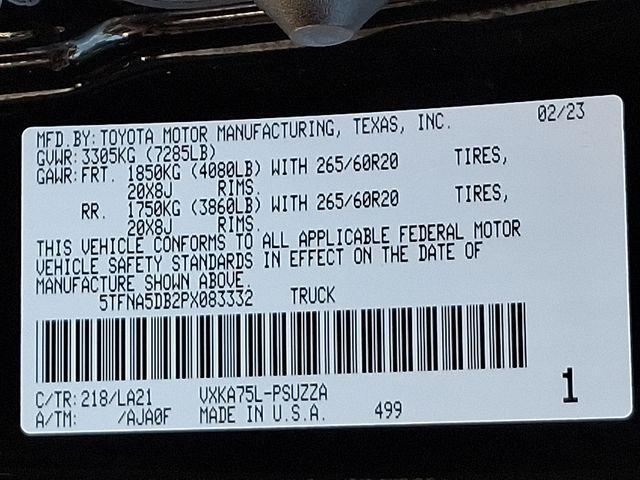 MFD.BY:TOYOTA MOTOR MANUFACTURING, TEXAS, INC. 02/23
GVWR:3305KG (7285LB)
GAWR:FRT. 1850KG (4080LB) WITH 265/60R20 TIRES,
20X8J RIMS.
RR. 1750KG (3860LB) WITH 265/60R20 TIRES,
20X8J RIMS.
THIS VEHICLE CONFORMS TO ALL APPLICABLE FEDERAL MOTOR
VEHICLE SAFETY STANDARDS IN EFFECT ON THE DATE OF
MANUFACTURE SHOWN ABOVE.
5TFNA5DB2PX083332 TRUCK
C/TR:218/LA21 VXKA75L-PSUZZA 1
A/TM: /AJA0F MADE IN U.S.A. 499